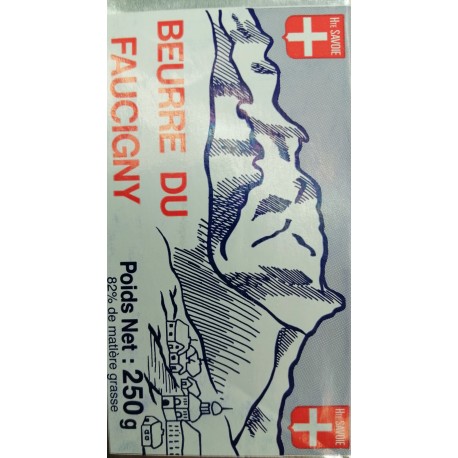 Hte SAVOIE
Hte SAVOIE
BEURRE DU
FAUCIGNY
Poids Net : 250 g
82% de matière grasse